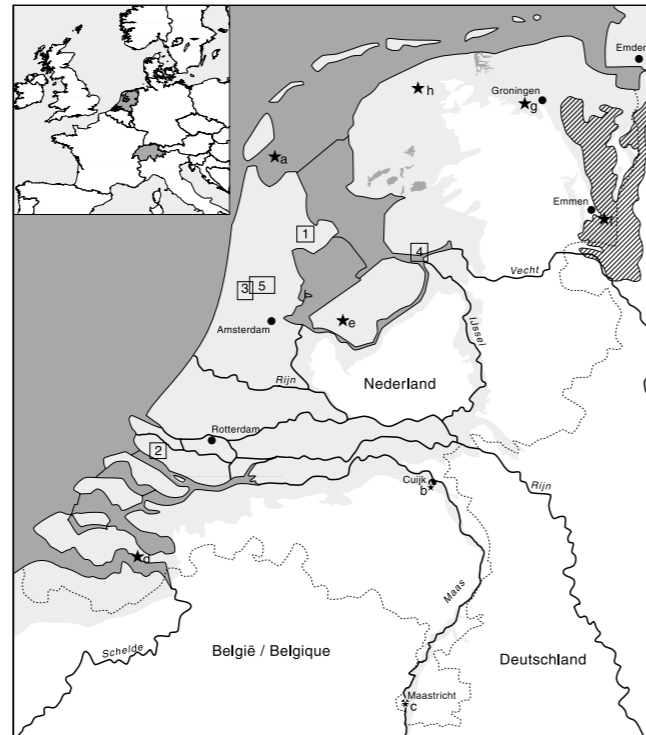 Emden
h
Groningen
g
a
Emmen
f
1
4
Vecht
3
5
Amsterdam
e
IJssel
Rijn
Nederland
Rotterdam
2
Cuijk
b
Rijn
d
Maas
Schelde
België / Belgique
Deutschland
Maastricht
c